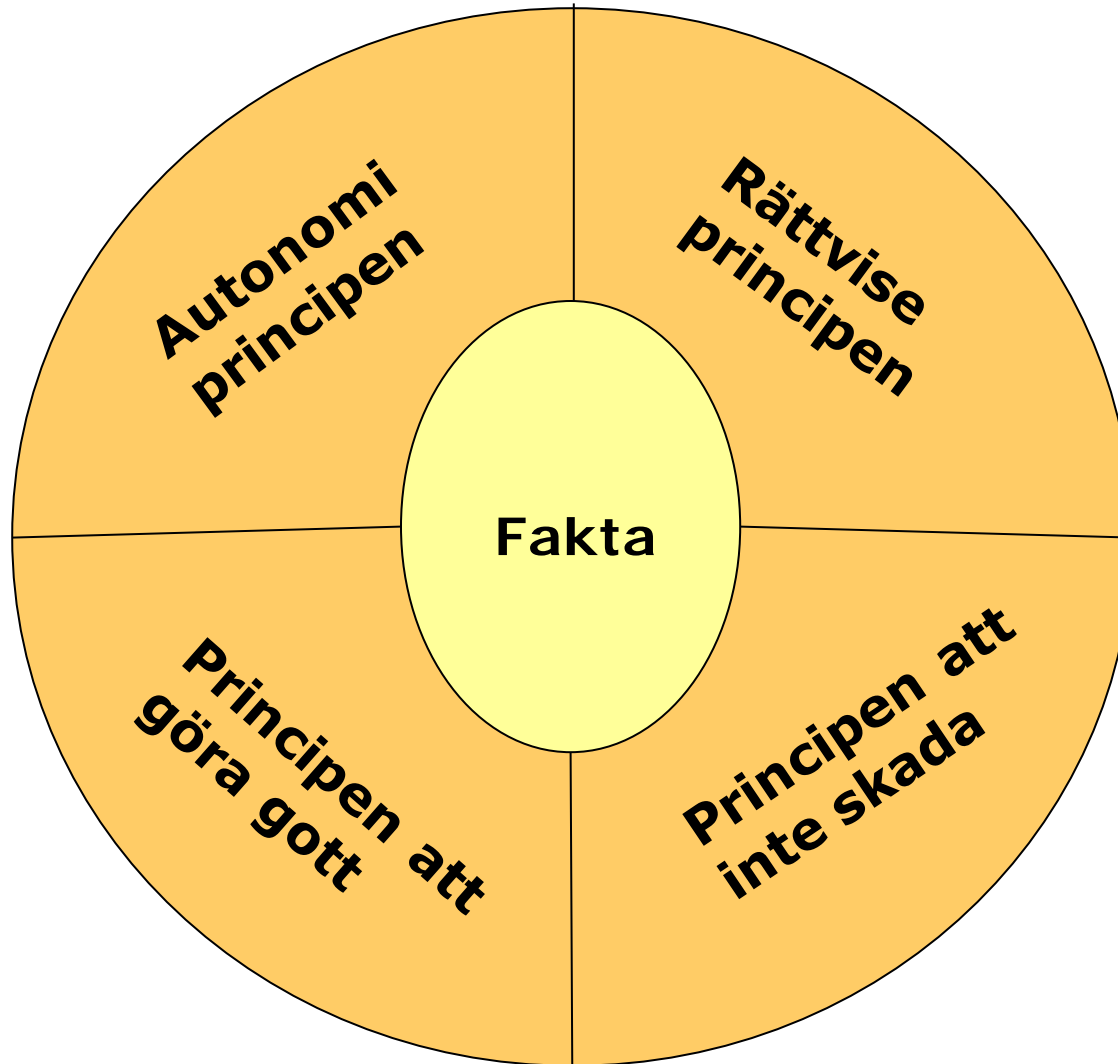 Autonomi
principen
Rättvise
principen
Fakta
Principen att
göra gott
Principen att
inte skada